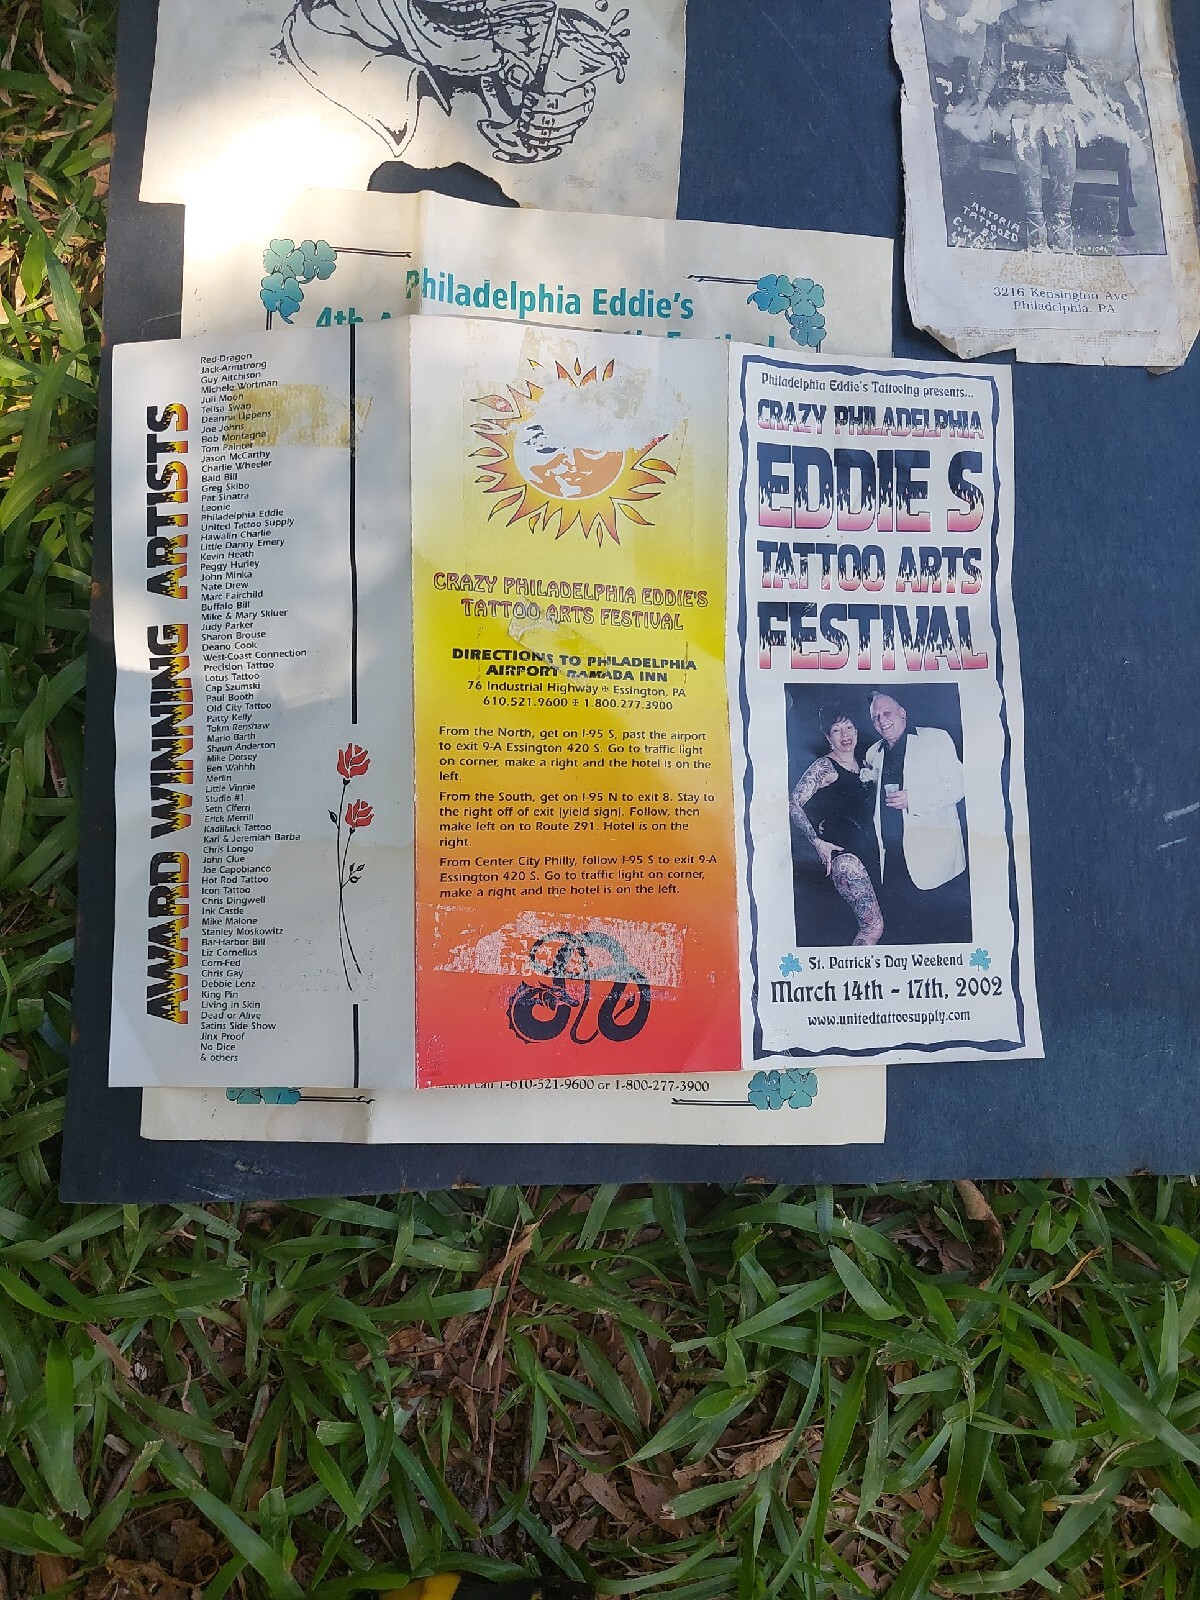 ARTORIA
TATTOOED
3216 Kensington Ave
Philadelphia, PA
Philadelphia Eddie's
4th
AWARD WINNING ARTISTS
Red-Dragon
Jack-Armstrong
Guy Aitchison
Michele Wortman
Juli Moon
Telisa Swan
Deanna Lippens
Joe Johns
Bob Montagna
Tom Painter
Jason McCarthy
Charlie Wheeler
Bald Bill
Greg Skibo
Pat Sinatra
Leonie
Philadelphia Eddie
United Tattoo Supply
Hawaiin Charlie
Little Danny Emery
Kevin Heath
Peggy Hurley
John Minka
Nate Drew
Marc Fairchild
Buffalo Bill
Mike & Mary Skiuer
Judy Parker
Sharon Brouse
Deano Cook
West-Coast Connection
Precision Tattoo
Lotus Tattoo
Cap Szumski
Paul Booth
Old City Tattoo
Patty Kelly
Tokm Renshaw
Mario Barth
Shaun Anderson
Mike Dorsey
Ben Wahhh
Merlin
Little Vinnie
Studio #1
Seth Ciferri
Erick Merrill
Kadillack Tattoo
Kari & Jeremiah Barba
Chris Longo
John Clue
Joe Capobianco
Hot Rod Tattoo
Icon Tattoo
Chris Dingwell
Ink Castle
Mike Malone
Stanley Moskowitz
Bar-Harbor Bill
Liz Cornelius
Corn-Fed
Chris Gay
Debbie Lenz
King Pin
Living in Skin
Dead or Alive
Satins Side Show
Jinx Proof
No Dice
& others
CRAZY PHILADELPHIA EDDIE'S
TATTOO ARTS FESTIVAL
DIRECTIONS TO PHILADELPHIA
AIRPORT RAMADA INN
76 Industrial Highway Essington, PA
610.521.9600 1.800.277.3900
From the North, get on I-95 S, past the airport
to exit 9-A Essington 420 S. Go to traffic light
on corner, make a right and the hotel is on the
left.
From the South, get on I-95 N to exit 8. Stay to
the right off of exit (yield sign). Follow, then
make left on to Route 291. Hotel is on the
right.
From Center City Philly, follow I-95 S to exit 9-A
Essington 420 S. Go to traffic light on corner,
make a right and the hotel is on the left.
Philadelphia Eddie's Tattooing presents...
CRAZY PHILADELPHIA
EDDIE S
TATTOO ARTS
FESTIVAL
St. Patrick's Day Weekend
March 14th - 17th, 2002
www.unitedtattoosupply.com
call 1-610-521-9600 or 1-800-277-3900